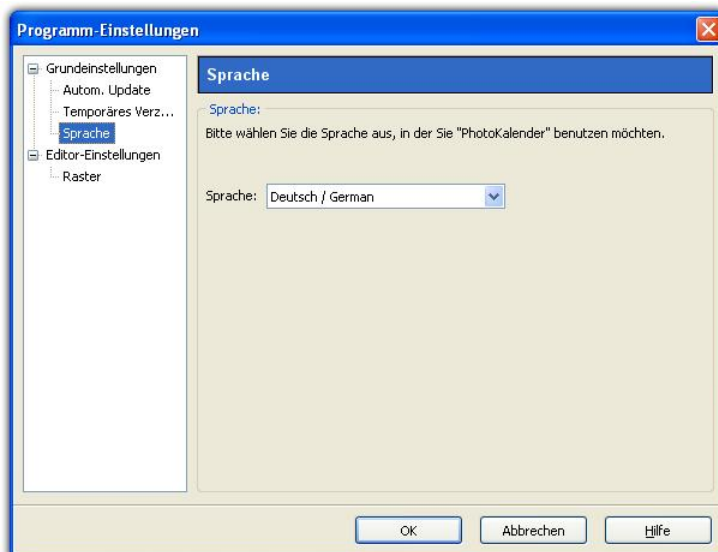 Programm-Einstellungen
Grundeinstellungen
Autom. Update
Temporäres Verz...
Sprache
Editor-Einstellungen
Raster
Sprache
Sprache:
Bitte wählen Sie die Sprache aus, in der Sie "PhotoKalender" benutzen möchten.
Sprache: Deutsch / German
OK Abbrechen Hilfe